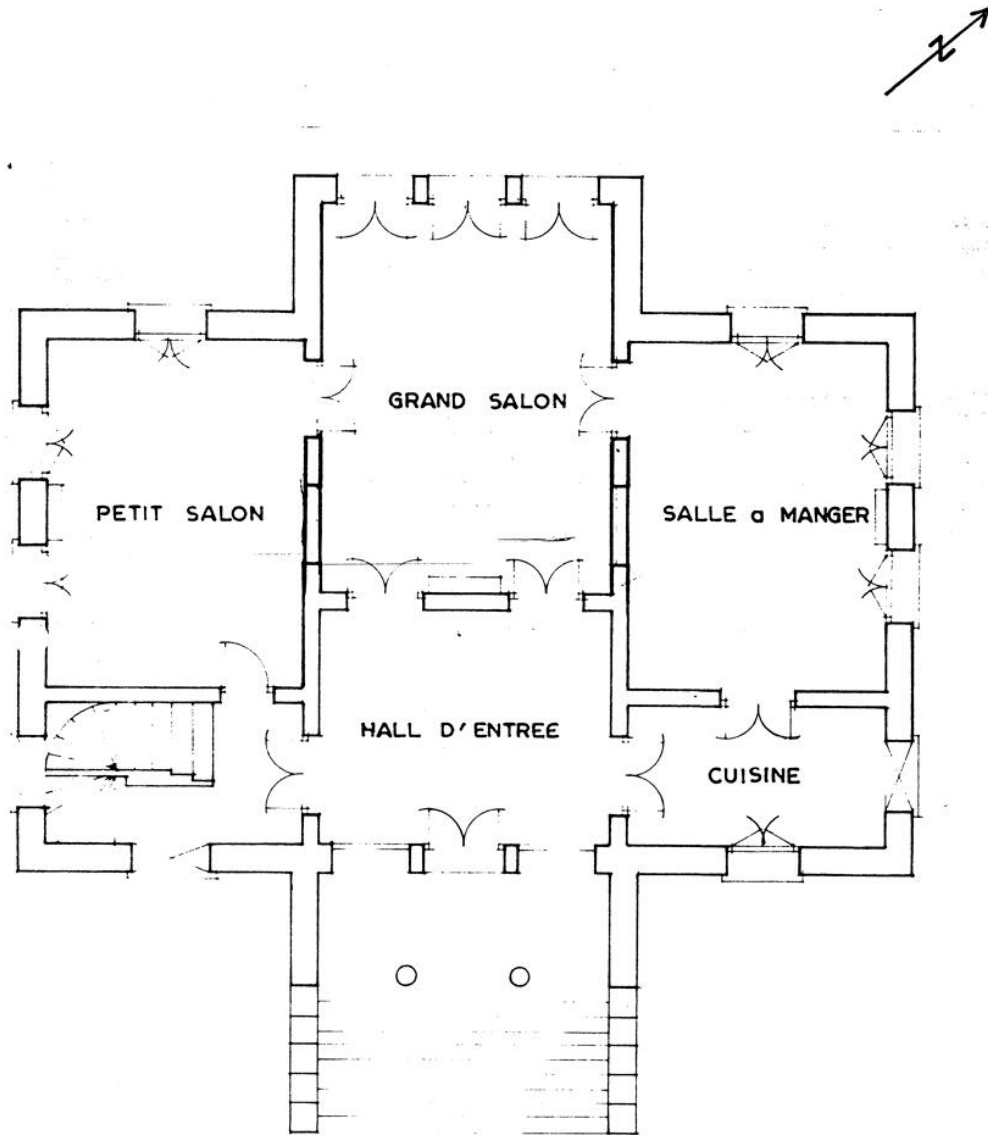 N
GRAND SALON
PETIT SALON
SALLE a MANGER
HALL D'ENTREE
CUISINE